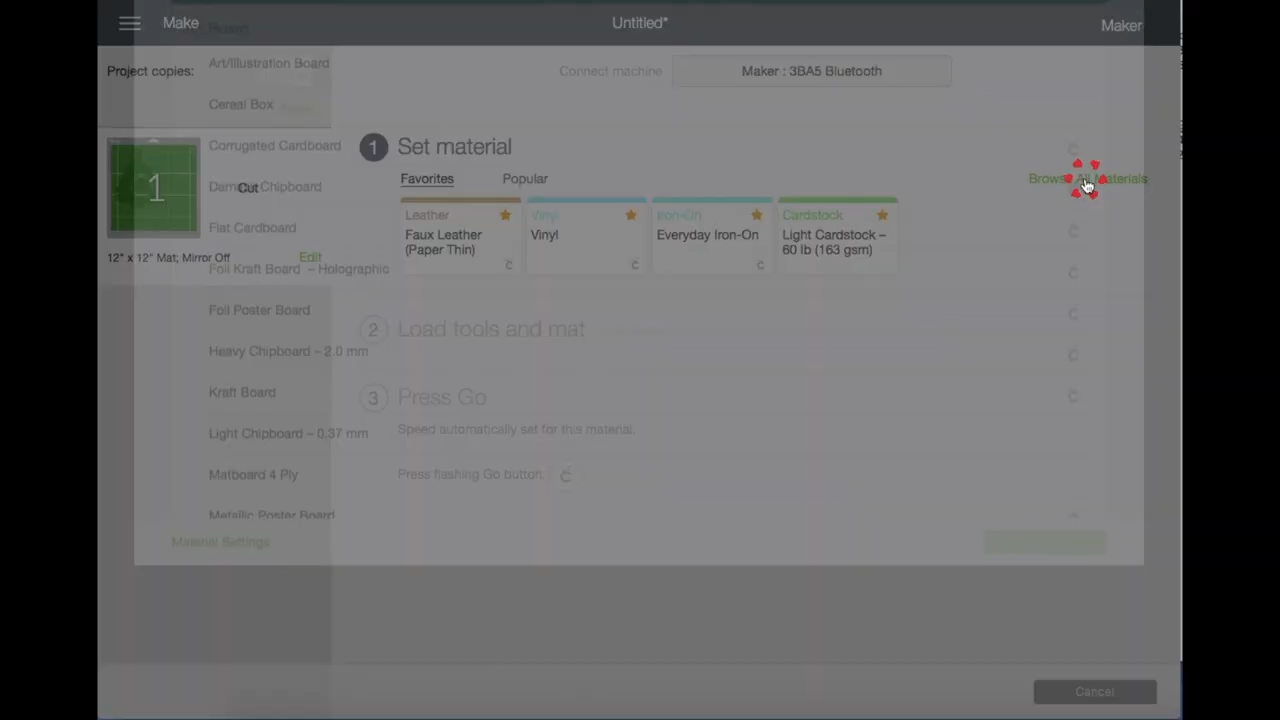 Make
Untitled*
Maker
Board
Project copies:
Art/Illustration Board
Connect machine
Maker : 3BA5 Bluetooth
Cereal Box
Corrugated Cardboard
1 Set material
Favorites
Popular
Browse All Materials
1
Cut
Damask Chipboard
Flat Cardboard
Leather
Faux Leather
(Paper Thin)
C
Vinyl
Vinyl
C
Iron-On
Everyday Iron-On
C
Cardstock
Light Cardstock –
60 lb (163 gsm)
12" x 12" Mat; Mirror Off
Edit
Foil Kraft Board – Holographic
Foil Poster Board
2 Load tools and mat
Heavy Chipboard – 2.0 mm
Kraft Board
3 Press Go
Speed automatically set for this material.
Light Chipboard – 0.37 mm
Matboard 4 Ply
Press flashing Go button.
C
Metallic Poster Board
Material Settings
Cancel